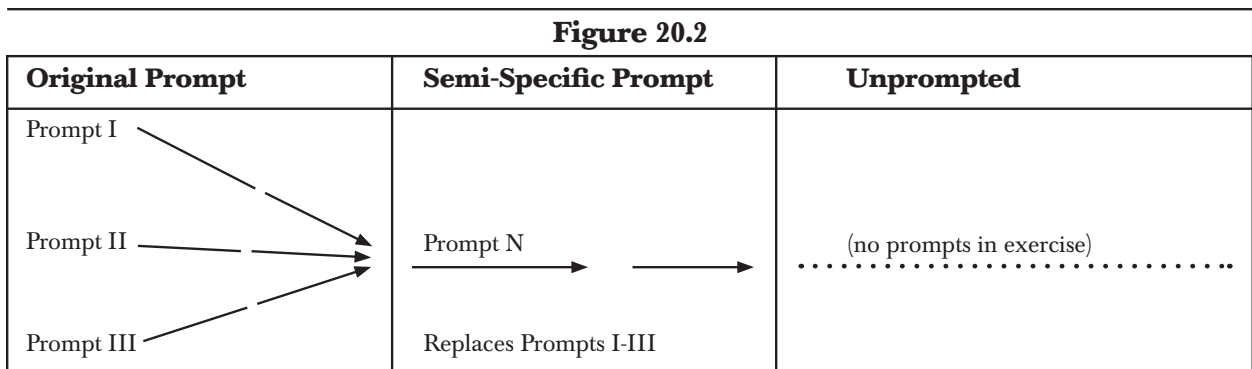 Figure 20.2
Original Prompt
Semi-Specific Prompt
Unprompted
Prompt I
Prompt II
Prompt N
(no prompts in exercise)
Prompt III
Replaces Prompts I-III